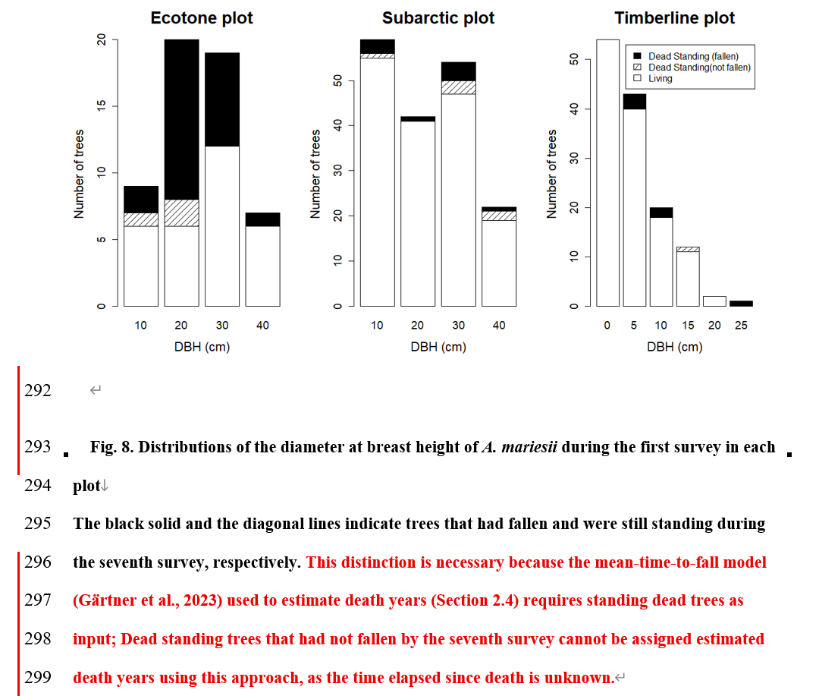 Ecotone plot
Subarctic plot
Timberline plot
Number of trees
0
5
10
15
20
10
20
30
40
DBH (cm)
Number of trees
0
10
20
30
40
50
10
20
30
40
DBH (cm)
Number of trees
0
10
20
30
40
50
Dead Standing (fallen)
Dead Standing(not fallen)
Living
0
5
10
15
20
25
DBH (cm)
292
293 Fig. 8. Distributions of the diameter at breast height of A. mariesii during the first survey in each
294 plot
295 The black solid and the diagonal lines indicate trees that had fallen and were still standing during
296 the seventh survey, respectively. This distinction is necessary because the mean-time-to-fall model
297 (Gärtner et al., 2023) used to estimate death years (Section 2.4) requires standing dead trees as
298 input; Dead standing trees that had not fallen by the seventh survey cannot be assigned estimated
299 death years using this approach, as the time elapsed since death is unknown.